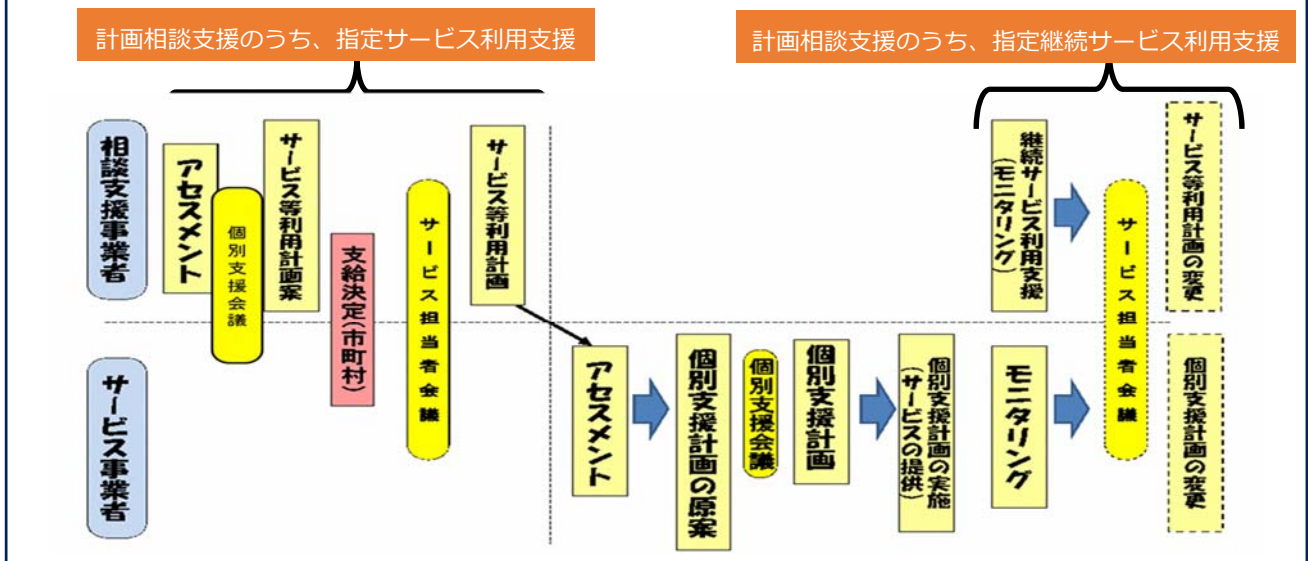 計画相談支援のうち、指定サービス利用支援
計画相談支援のうち、指定継続サービス利用支援
相談支援事業者
アセスメント
個別支援会議
サービス等利用計画案
支給決定(市町村)
サービス担当者会議
サービス等利用計画
継続サービス利用支援
(モニタリング)
サービス担当者会議
サービス等利用計画の変更
サービス事業者
アセスメント
個別支援計画の原案
個別支援会議
個別支援計画
個別支援計画の実施
(サービスの提供)
モニタリング
個別支援計画の変更